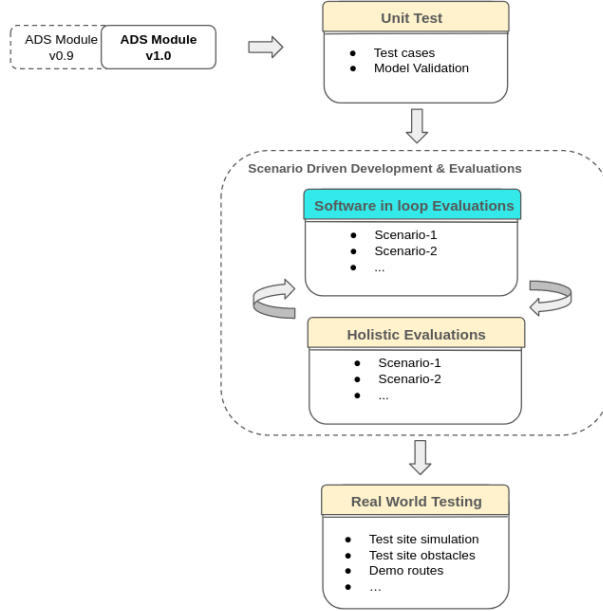 ADS Module
v0.9
ADS Module
v1.0
Unit Test
● Test cases
● Model Validation
Scenario Driven Development & Evaluations
Software in loop Evaluations
● Scenario-1
● Scenario-2
● ...
Holistic Evaluations
● Scenario-1
● Scenario-2
● ...
Real World Testing
● Test site simulation
● Test site obstacles
● Demo routes
● ...